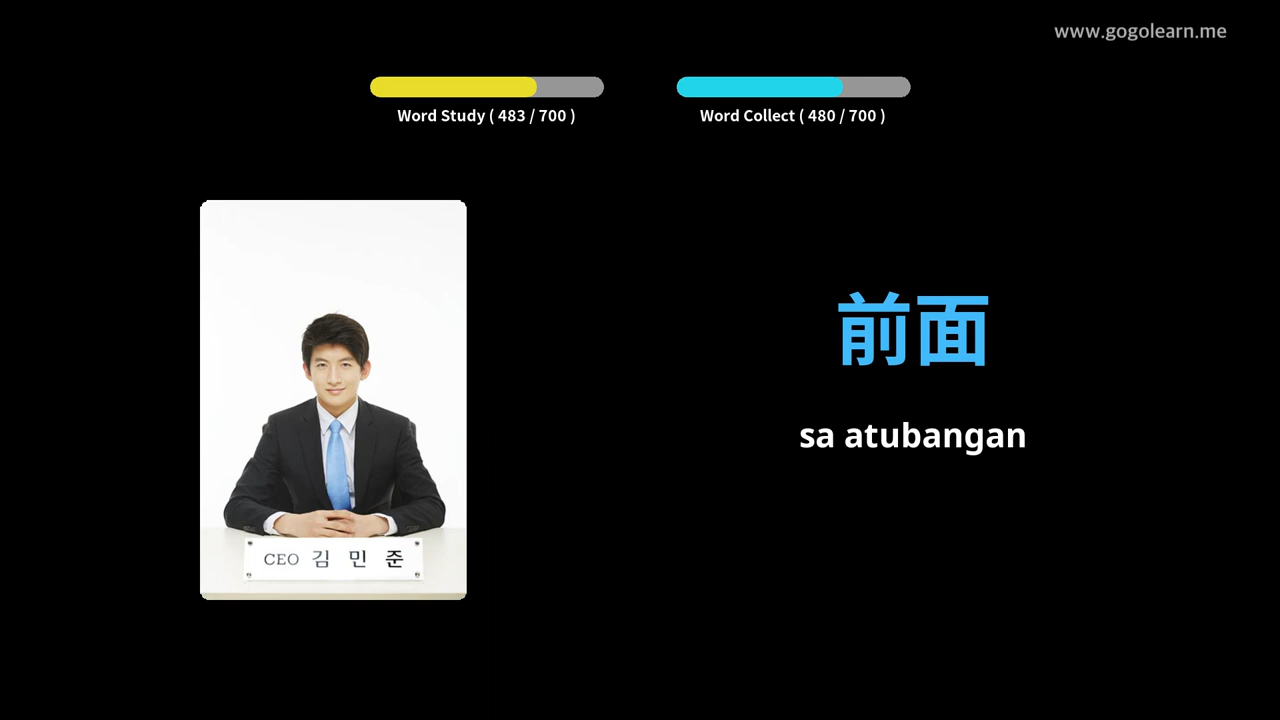 www.gogolearn.me
Word Study ( 483 / 700 )
Word Collect ( 480 / 700 )
前面
sa atubangan
CEO 김 민 준